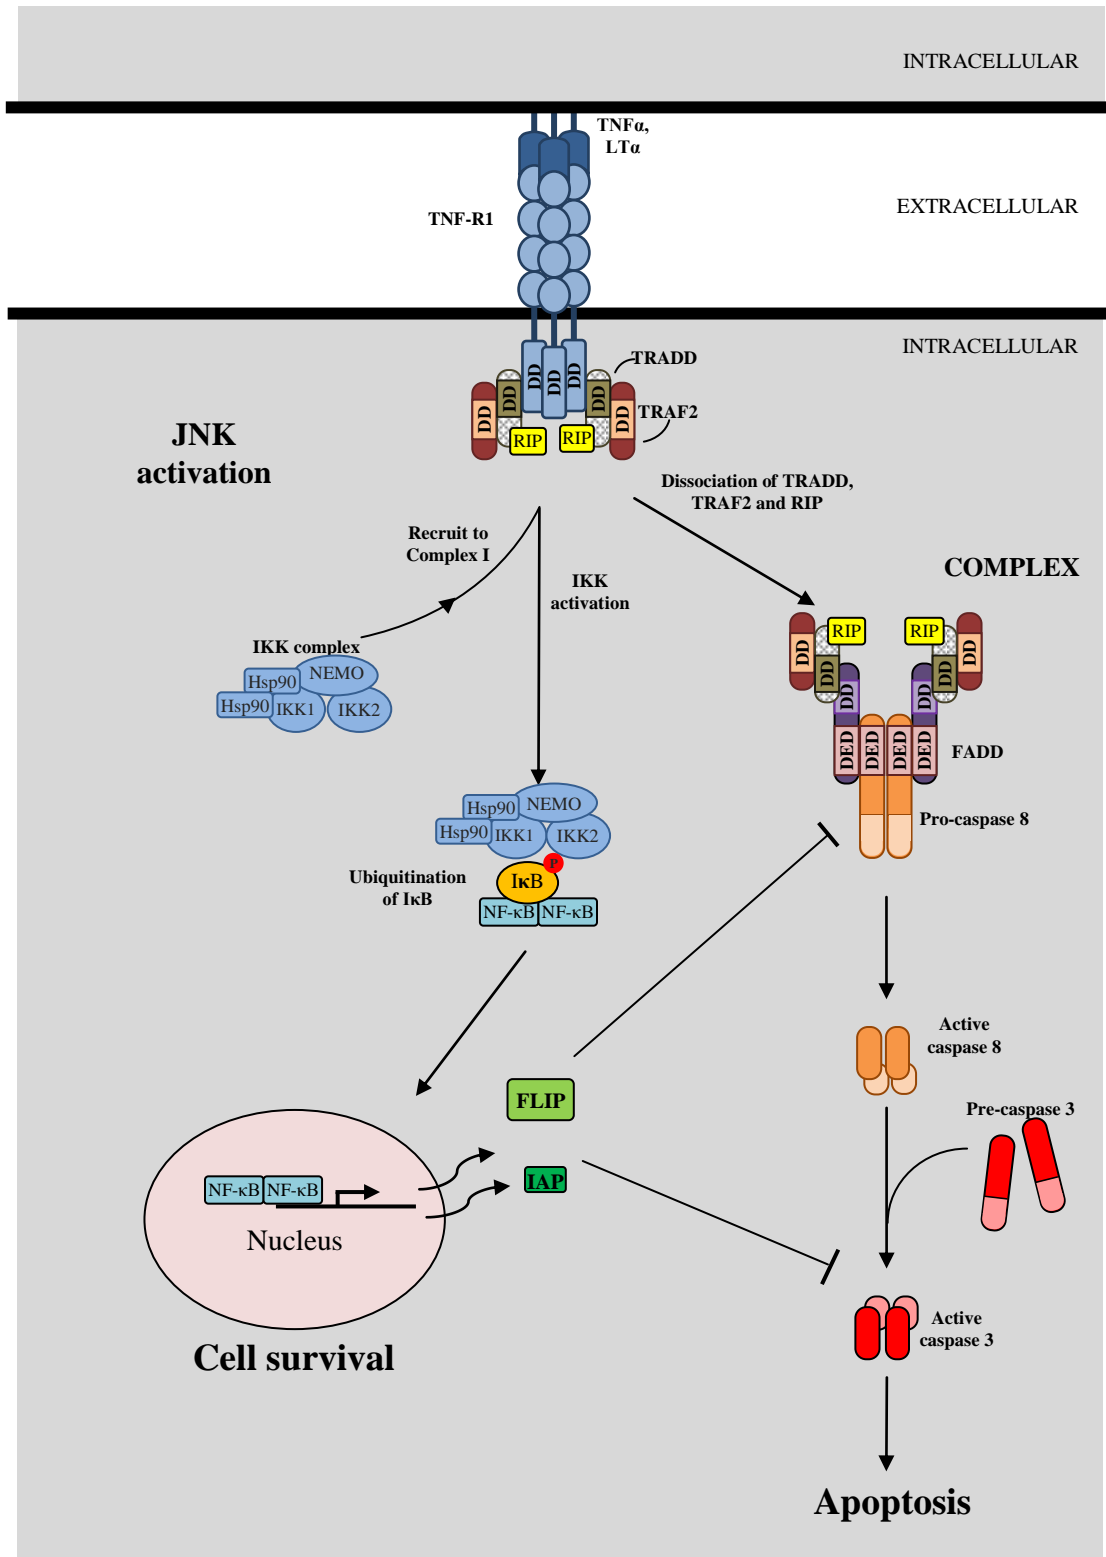 INTRACELLULAR
TNFα,
LTα
EXTRACELLULAR
TNF-R1
INTRACELLULAR
TRADD
DD DD DD
DD DD DD DD
TRAF2
RIP RIP
JNK
activation
Dissociation of TRADD,
TRAF2 and RIP
Recruit to
Complex I
IKK
activation
COMPLEX
IKK complex
NEMO
Hsp90
Hsp90 IKK1 IKK2
RIP RIP
DD DD DD DD
DD DD
DED DED DED DED
FADD
Pro-caspase 8
NEMO
Hsp90
Hsp90 IKK1 IKK2
P
IκB
Ubiquitination
of IκB
NF-κB NF-κB
Active
caspase 8
FLIP
Pre-caspase 3
IAP
NF-κB NF-κB
Nucleus
Active
caspase 3
Cell survival
Apoptosis